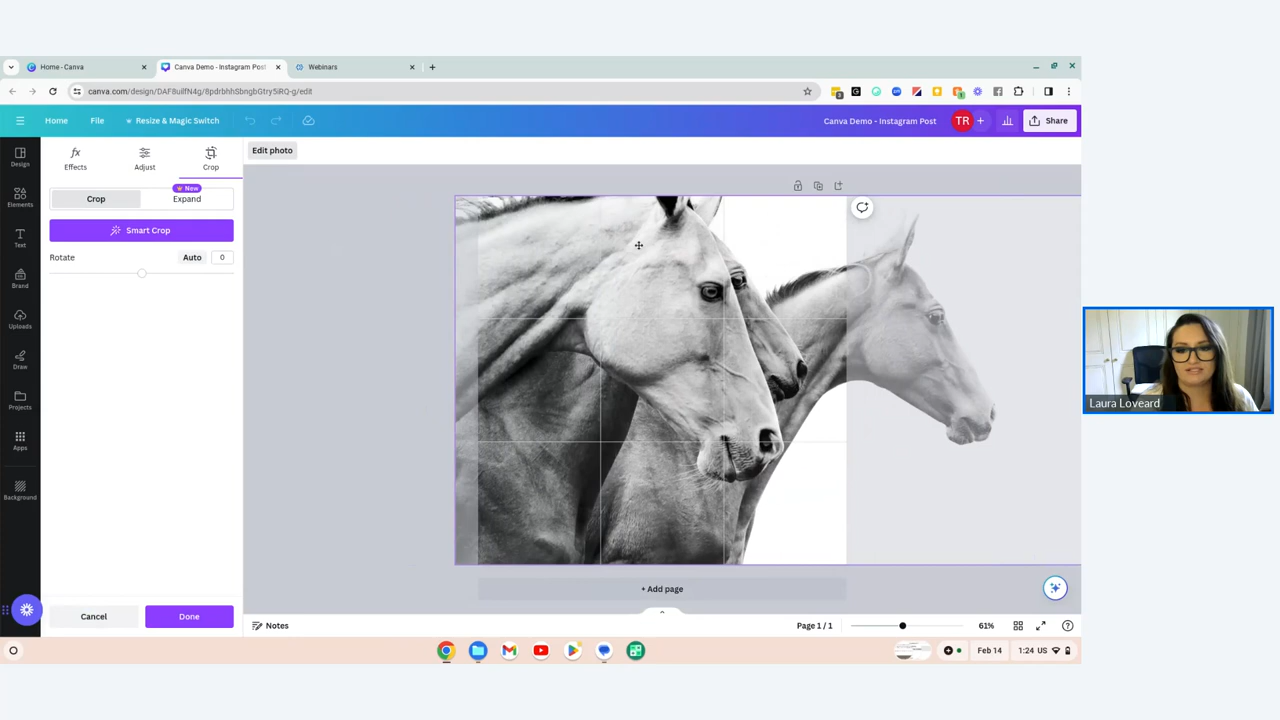 Home - Canva
Canva Demo - Instagram Post
Webinars
canva.com/design/DAF8uilfN4g/8pdrbhhSbngbGtry5iRQ-g/edit
Home
File
Resize & Magic Switch
Canva Demo - Instagram Post
TR
Share
Design
Elements
Text
Brand
Uploads
Draw
Projects
Apps
Background
Effects
Adjust
Crop
Edit photo
New
Crop
Expand
Smart Crop
Rotate
Auto
0
Laura Loveard
+ Add page
Cancel
Done
Notes
Page 1 / 1
61%
Feb 14
1:24 US